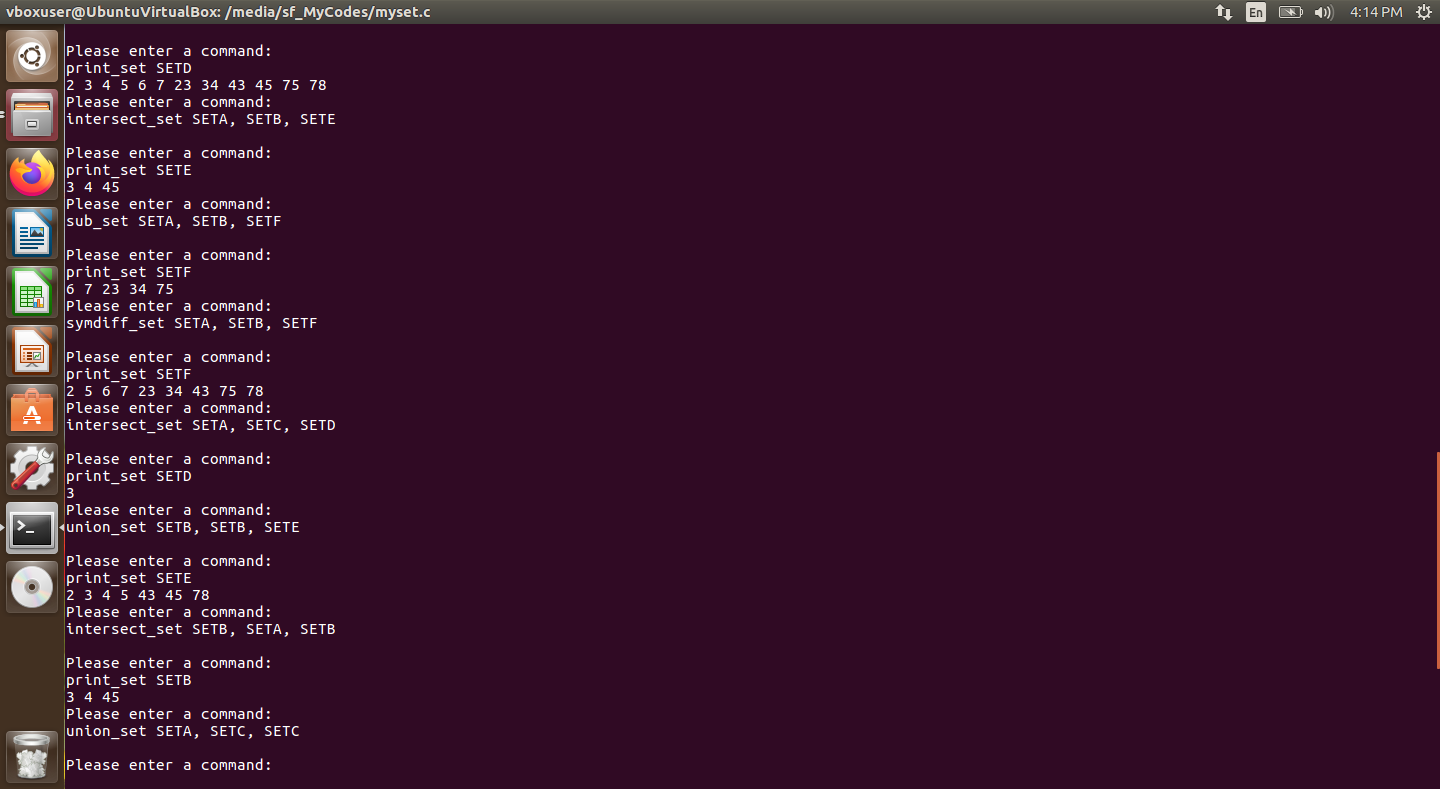 vboxuser@UbuntuVirtualBox: /media/sf_MyCodes/myset.c
En
4:14 PM
Please enter a command:
print_set SETD
2 3 4 5 6 7 23 34 43 45 75 78
Please enter a command:
intersect_set SETA, SETB, SETE
Please enter a command:
print_set SETE
3 4 45
Please enter a command:
sub_set SETA, SETB, SETF
Please enter a command:
print_set SETF
6 7 23 34 75
Please enter a command:
symdiff_set SETA, SETB, SETF
Please enter a command:
print_set SETF
2 5 6 7 23 34 43 75 78
Please enter a command:
intersect_set SETA, SETC, SETD
Please enter a command:
print_set SETD
3
Please enter a command:
union_set SETB, SETB, SETE
Please enter a command:
print_set SETE
2 3 4 5 43 45 78
Please enter a command:
intersect_set SETB, SETA, SETB
Please enter a command:
print_set SETB
3 4 45
Please enter a command:
union_set SETA, SETC, SETC
Please enter a command: